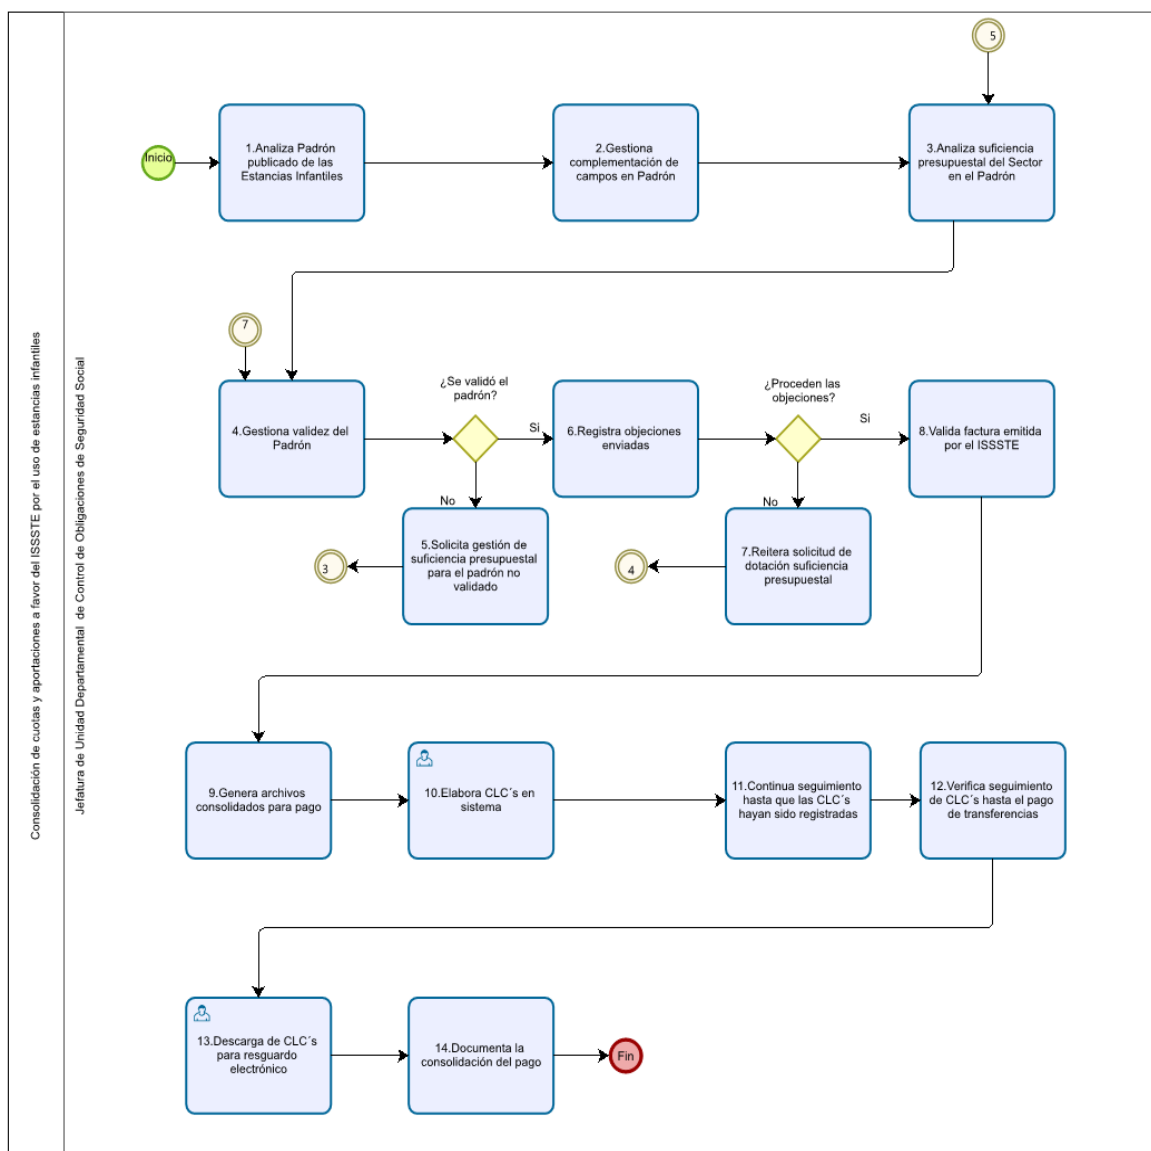 Consolidación de cuotas y aportaciones a favor del ISSSTE por el uso de estancias infantiles
Jefatura de Unidad Departamental de Control de Obligaciones de Seguridad Social
5
Inicio
1.Analiza Padrón
publicado de las
Estancias Infantiles
2.Gestiona
complementación de
campos en Padrón
3.Analiza suficiencia
presupuestal del Sector
en el Padrón
7
4.Gestiona validez del
Padrón
¿Se validó el
padrón?
Si
No
5.Solicita gestión de
suficiencia presupuestal
para el padrón no
validado
3
6.Registra objeciones
enviadas
¿Proceden las
objeciones?
Si
No
7.Reitera solicitud de
dotación suficiencia
presupuestal
4
8.Valida factura emitida
por el ISSSTE
9.Genera archivos
consolidados para pago
10.Elabora CLC´s en
sistema
11.Continua seguimiento
hasta que las CLC´s
hayan sido registradas
12.Verifica seguimiento
de CLC´s hasta el pago
de transferencias
13.Descarga de CLC´s
para resguardo
electrónico
14.Documenta la
consolidación del pago
Fin